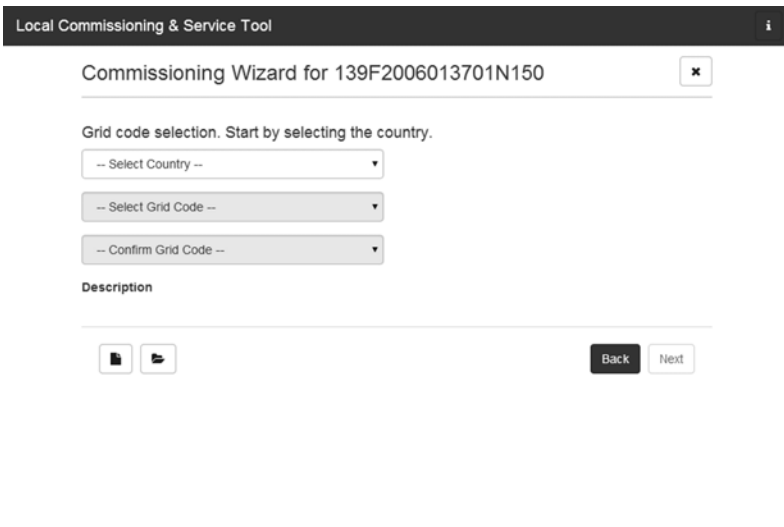 Local Commissioning & Service Tool
i
Commissioning Wizard for 139F2006013701N150
Grid code selection. Start by selecting the country.
-- Select Country --
-- Select Grid Code --
-- Confirm Grid Code --
Description
Back Next